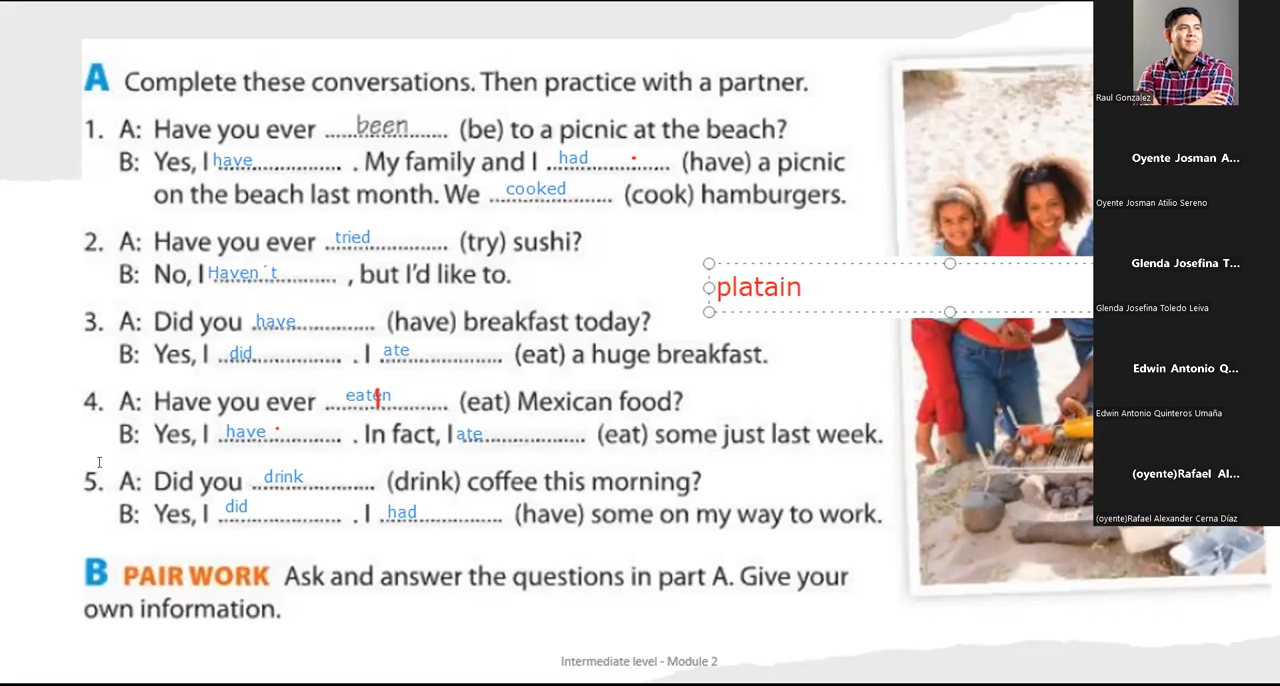 A Complete these conversations. Then practice with a partner.
1. A: Have you ever been (be) to a picnic at the beach?
B: Yes, I have . My family and I had (have) a picnic
on the beach last month. We cooked (cook) hamburgers.
2. A: Have you ever tried (try) sushi?
B: No, I Haven´t , but I'd like to.
3. A: Did you have (have) breakfast today?
B: Yes, I did . I ate (eat) a huge breakfast.
4. A: Have you ever eaten (eat) Mexican food?
B: Yes, I have . In fact, I ate (eat) some just last week.
5. A: Did you drink (drink) coffee this morning?
B: Yes, I did . I had (have) some on my way to work.
B PAIR WORK Ask and answer the questions in part A. Give your
own information.
platain
Intermediate level - Module 2
Raul Gonzalez
Oyente Josman A...
Oyente Josman Atilio Sereno
Glenda Josefina T...
Glenda Josefina Toledo Leiva
Edwin Antonio Q...
Edwin Antonio Quinteros Umaña
(oyente)Rafael Al...
(oyente)Rafael Alexander Cerna Díaz